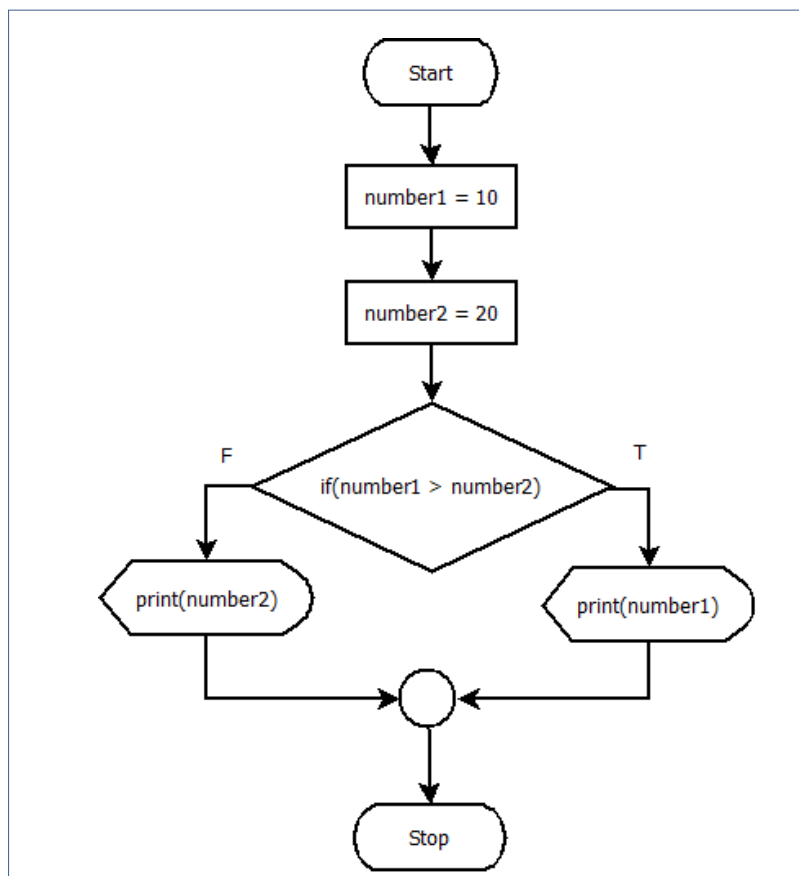 Start
number1 = 10
number2 = 20
F
T
if(number1 > number2)
print(number2)
print(number1)
Stop